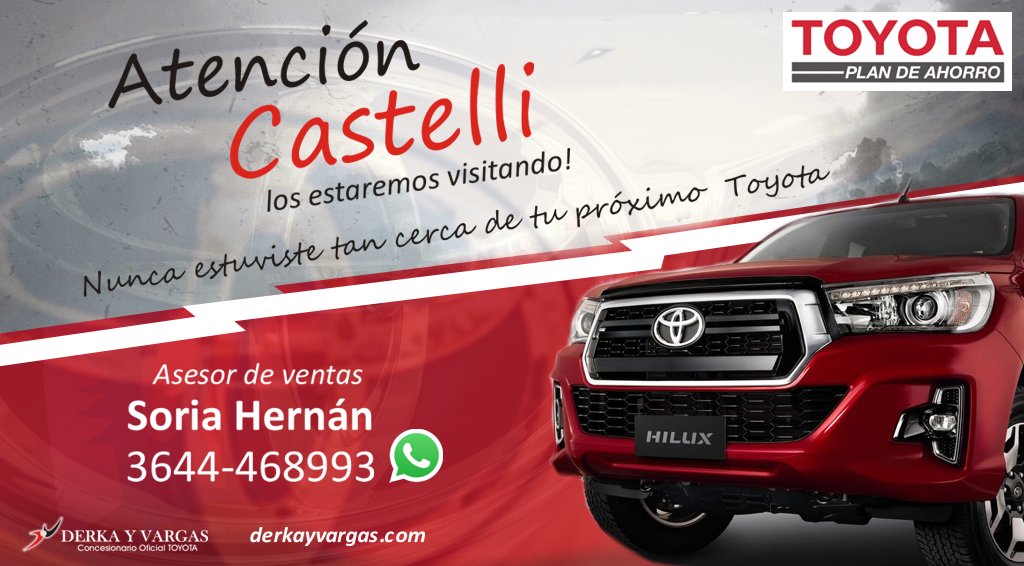 Atención
Castelli
los estaremos visitando!
Nunca estuviste tan cerca de tu próximo Toyota
TOYOTA
PLAN DE AHORRO
HILUX
Asesor de ventas
Soria Hernán
3644-468993
DERKA Y VARGAS
Concesionario Oficial TOYOTA
derkayvargas.com